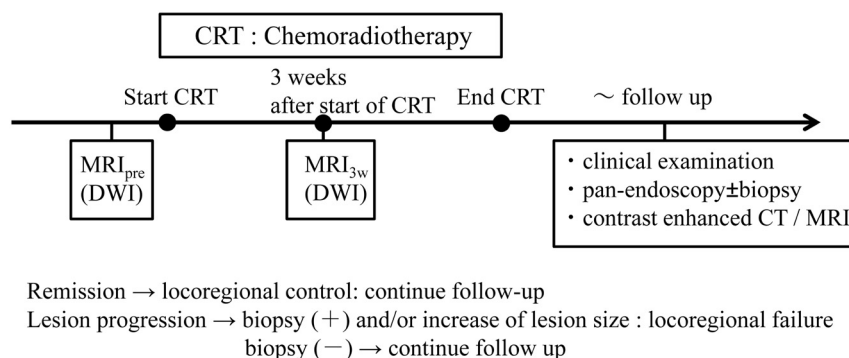 CRT : Chemoradiotherapy
3 weeks
Start CRT after start of CRT End CRT ～ follow up
MRIpre
(DWI)
MRI3w
(DWI)
・clinical examination
・pan-endoscopy±biopsy
・contrast enhanced CT / MRI
Remission → locoregional control: continue follow-up
Lesion progression → biopsy (＋) and/or increase of lesion size : locoregional failure
biopsy (－) → continue follow up